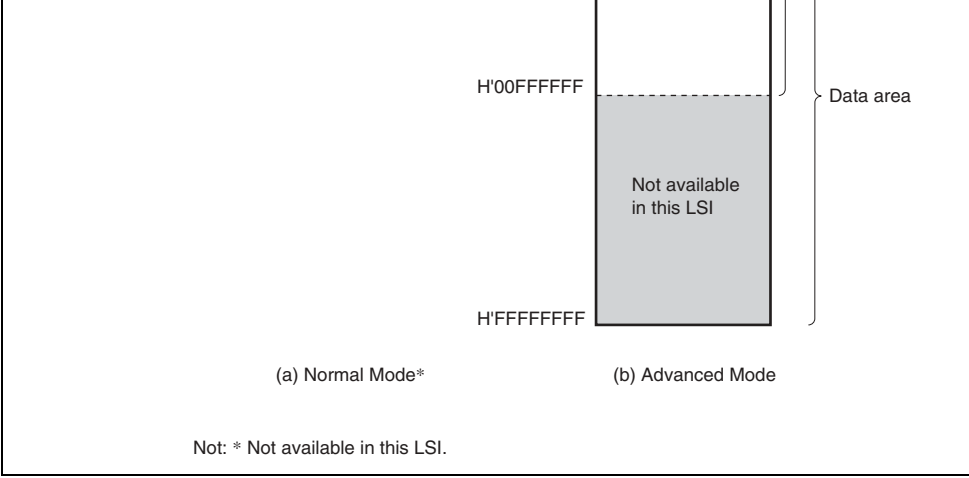 H'00FFFFFF
Data area
Not available
in this LSI
H'FFFFFFFF
(a) Normal Mode*
(b) Advanced Mode
Not: * Not available in this LSI.